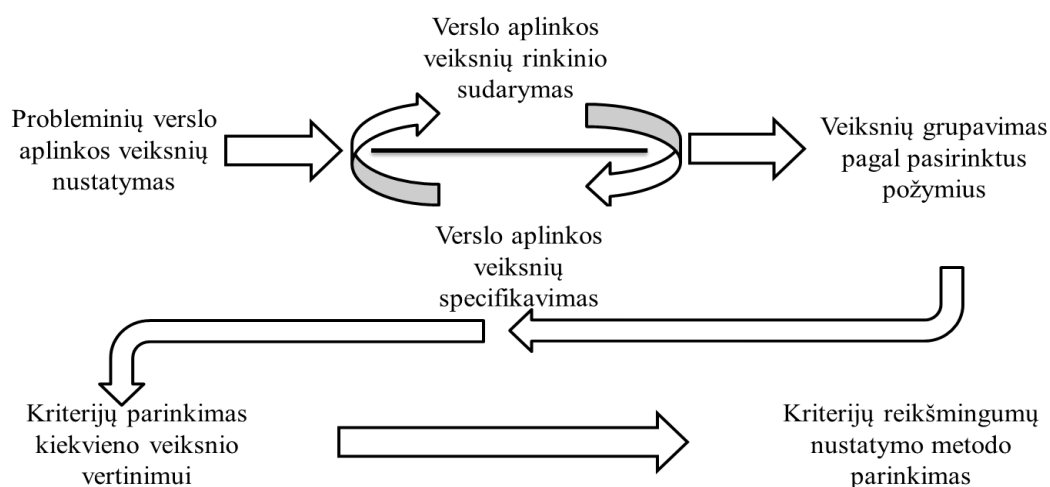 Probleminių verslo
aplinkos veiksnių
nustatymas
Verslo aplinkos
veiksnių rinkinio
sudarymas
Verslo aplinkos
veiksnių
specifikavimas
Veiksnių grupavimas
pagal pasirinktus
požymius
Kriterijų parinkimas
kiekvieno veiksnio
vertinimui
Kriterijų reikšmingumų
nustatymo metodo
parinkimas